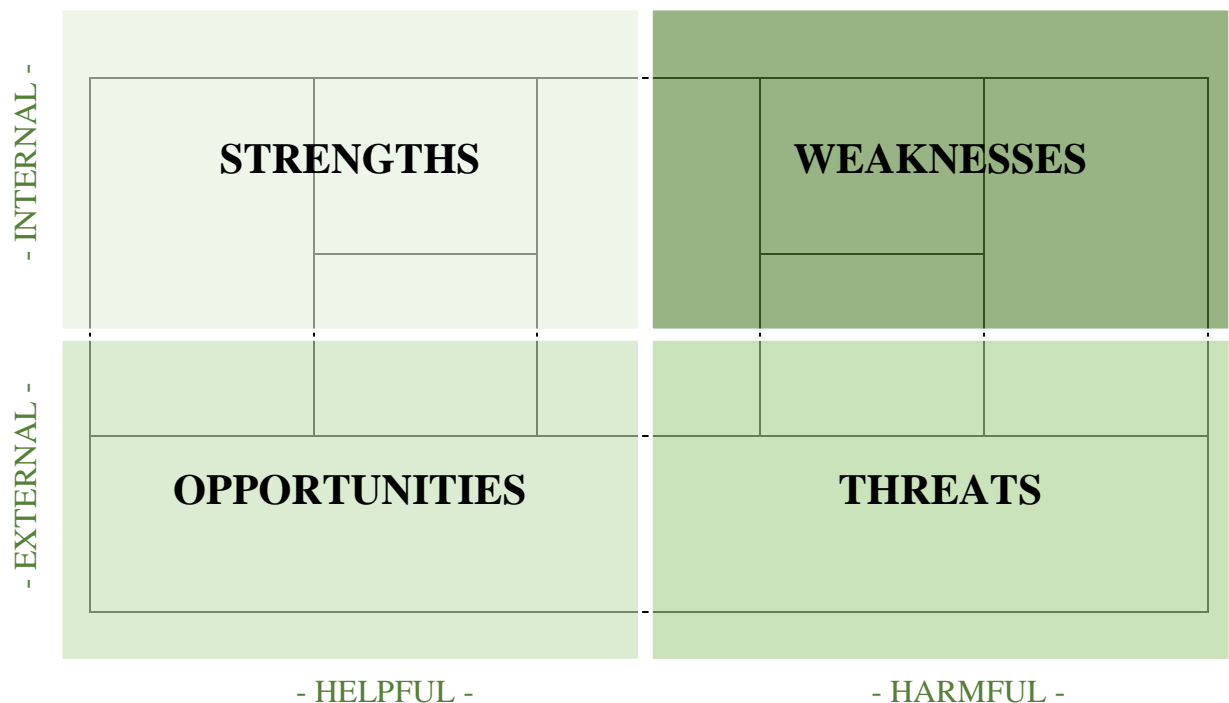 - INTERNAL -
STRENGTHS
WEAKNESSES
- EXTERNAL -
OPPORTUNITIES
THREATS
- HELPFUL -
- HARMFUL -